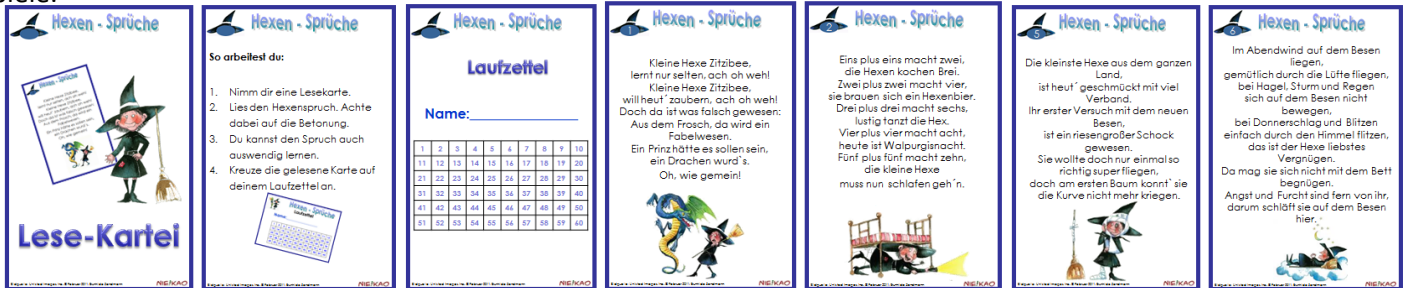 Hexen - Sprüche
Lese-Kartei
Hexen - Sprüche
So arbeitest du:
1. Nimm dir eine Lesekarte.
2. Lies den Hexenspruch. Achte
dabei auf die Betonung.
3. Du kannst den Spruch auch
auswendig lernen.
4. Kreuze die gelesene Karte auf
deinem Laufzettel an.
Hexen - Sprüche
Laufzettel
NIEKAO
Hexen - Sprüche
Laufzettel
Name:
1 2 3 4 5 6 7 8 9 10
11 12 13 14 15 16 17 18 19 20
21 22 23 24 25 26 27 28 29 30
31 32 33 34 35 36 37 38 39 40
41 42 43 44 45 46 47 48 49 50
51 52 53 54 55 56 57 58 59 60
NIEKAO
Hexen - Sprüche
1
Kleine Hexe Zitzibee,
lernt nur selten, ach oh weh!
Kleine Hexe Zitzibee,
will heut´zaubern, ach oh weh!
Doch da ist was falsch gewesen:
Aus dem Frosch, da wird ein
Fabelwesen.
Ein Prinz hätte es sollen sein,
ein Drachen wurd`s.
Oh, wie gemein!
NIEKAO
Hexen - Sprüche
2
Eins plus eins macht zwei,
die Hexen kochen Brei.
Zwei plus zwei macht vier,
sie brauen sich ein Hexenbier.
Drei plus drei macht sechs,
lustig tanzt die Hex.
Vier plus vier macht acht,
heute ist Walpurgisnacht.
Fünf plus fünf macht zehn,
die kleine Hexe
muss nun schlafen geh´n.
NIEKAO
Hexen - Sprüche
5
Die kleinste Hexe aus dem ganzen
Land,
ist heut´geschmückt mit viel
Verband.
Ihr erster Versuch mit dem neuen
Besen,
ist ein riesengroßer Schock
gewesen.
Sie wollte doch nur einmal so
richtig super fliegen,
doch am ersten Baum konnt`sie
die Kurve nicht mehr kriegen.
NIEKAO
Hexen - Sprüche
6
Im Abendwind auf dem Besen
liegen,
gemütlich durch die Lüfte fliegen,
bei Hagel, Sturm und Regen
sich auf dem Besen nicht
bewegen,
bei Donnerschlag und Blitzen
einfach durch den Himmel flitzen,
das ist der Hexe liebstes
Vergnügen.
Da mag sie sich nicht mit dem Bett
begnügen.
Angst und Furcht sind fern von ihr,
darum schläft sie auf dem Besen
hier.
NIEKAO